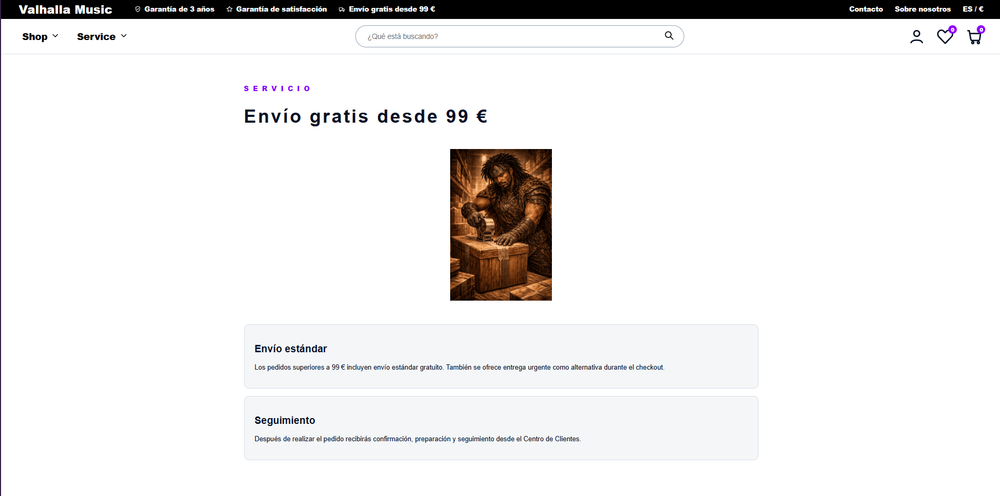 Valhalla Music
Garantía de 3 años
Garantía de satisfacción
Envío gratis desde 99 €
Contacto
Sobre nosotros
ES / €
Shop
Service
¿Qué está buscando?
0
0
SERVICIO
Envío gratis desde 99 €
Envío estándar
Los pedidos superiores a 99 € incluyen envío estándar gratuito. También se ofrece entrega urgente como alternativa durante el checkout.
Seguimiento
Después de realizar el pedido recibirás confirmación, preparación y seguimiento desde el Centro de Clientes.